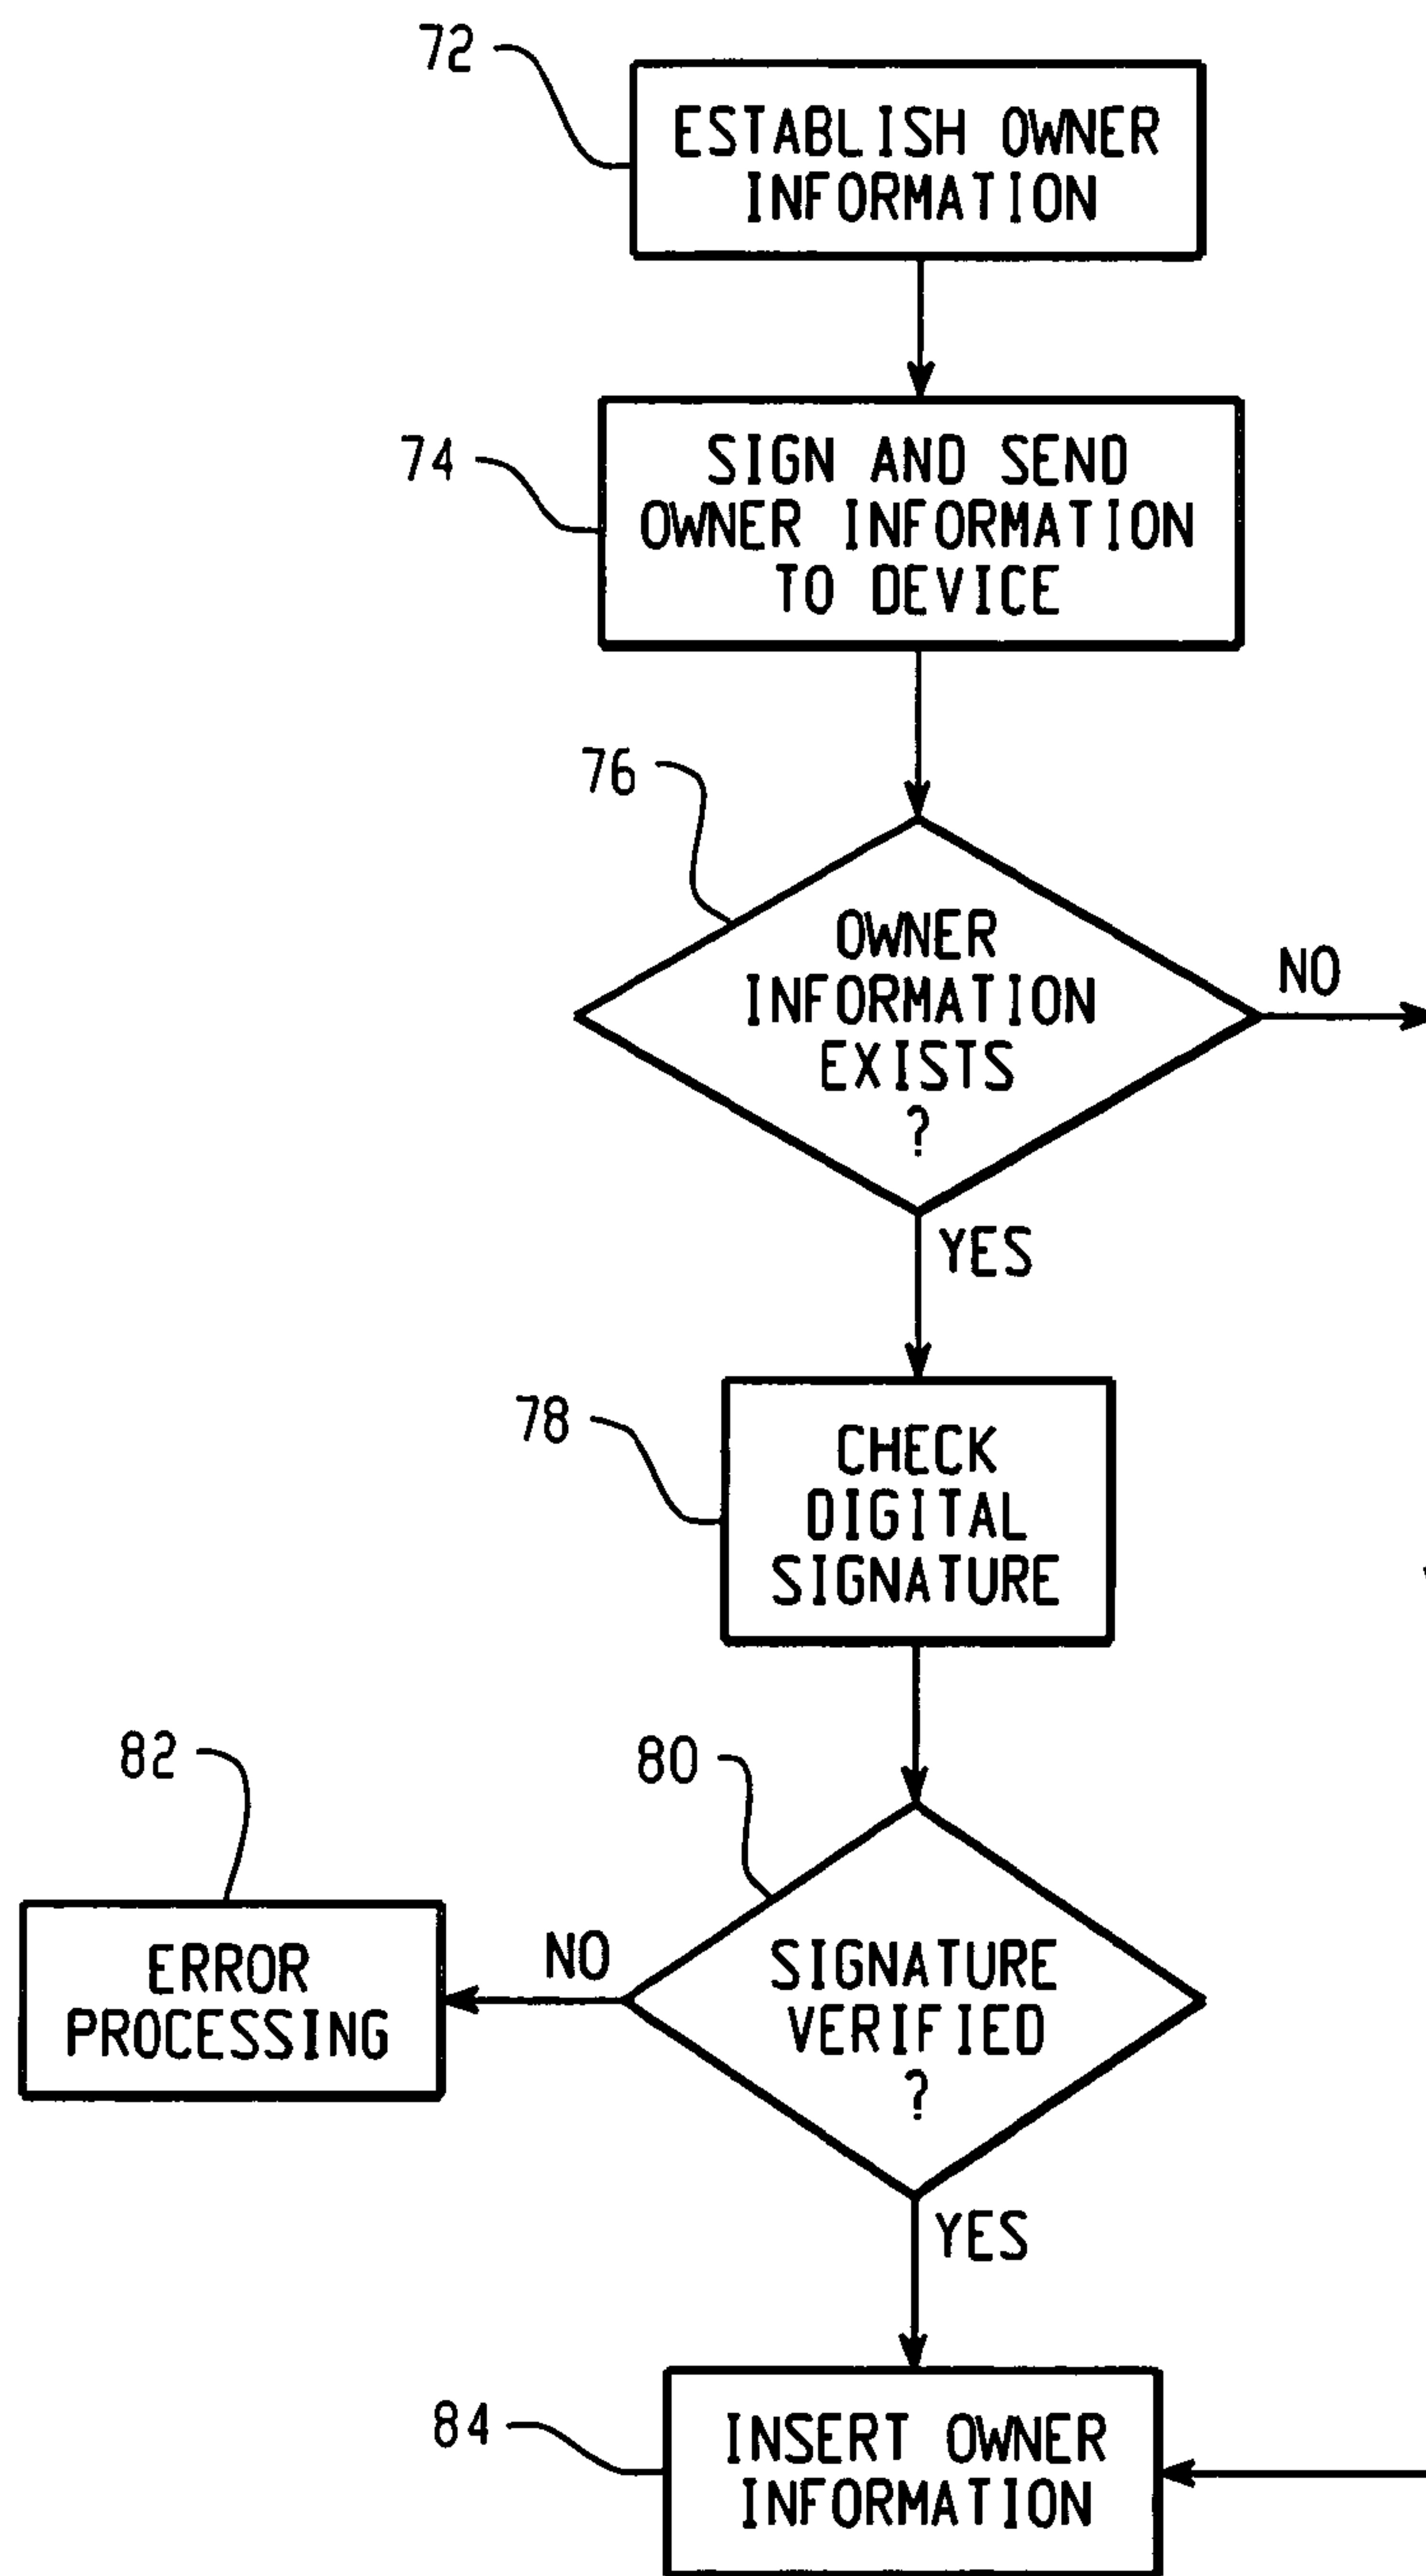 72
ESTABLISH OWNER
INFORMATION
74
SIGN AND SEND
OWNER INFORMATION
TO DEVICE
76
OWNER
INFORMATION
EXISTS
?
NO
YES
78
CHECK
DIGITAL
SIGNATURE
82
80
ERROR
PROCESSING
NO
SIGNATURE
VERIFIED
?
YES
84
INSERT OWNER
INFORMATION